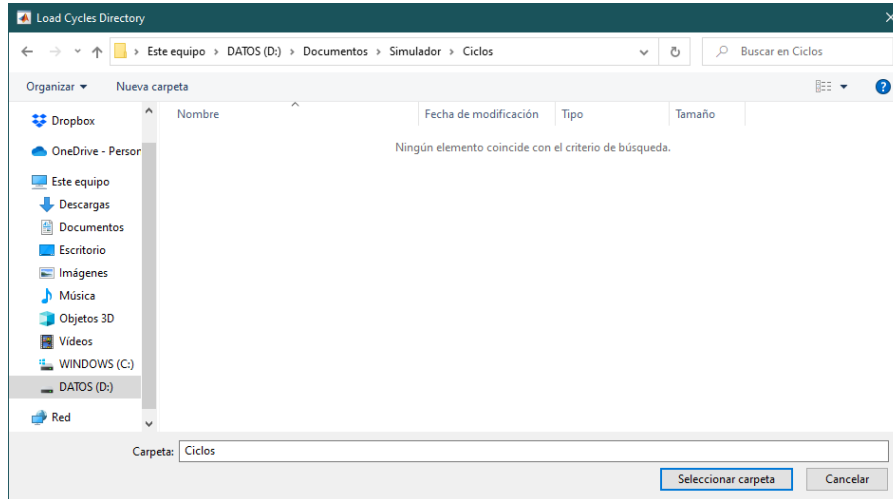 Load Cycles Directory
Este equipo > DATOS (D:) > Documentos > Simulador > Ciclos
Buscar en Ciclos
Organizar
Nueva carpeta
Nombre
Fecha de modificación
Tipo
Tamaño
Ningún elemento coincide con el criterio de búsqueda.
Dropbox
OneDrive - Person
Este equipo
Descargas
Documentos
Escritorio
Imágenes
Música
Objetos 3D
Vídeos
WINDOWS (C:)
DATOS (D:)
Red
Carpeta: Ciclos
Seleccionar carpeta
Cancelar